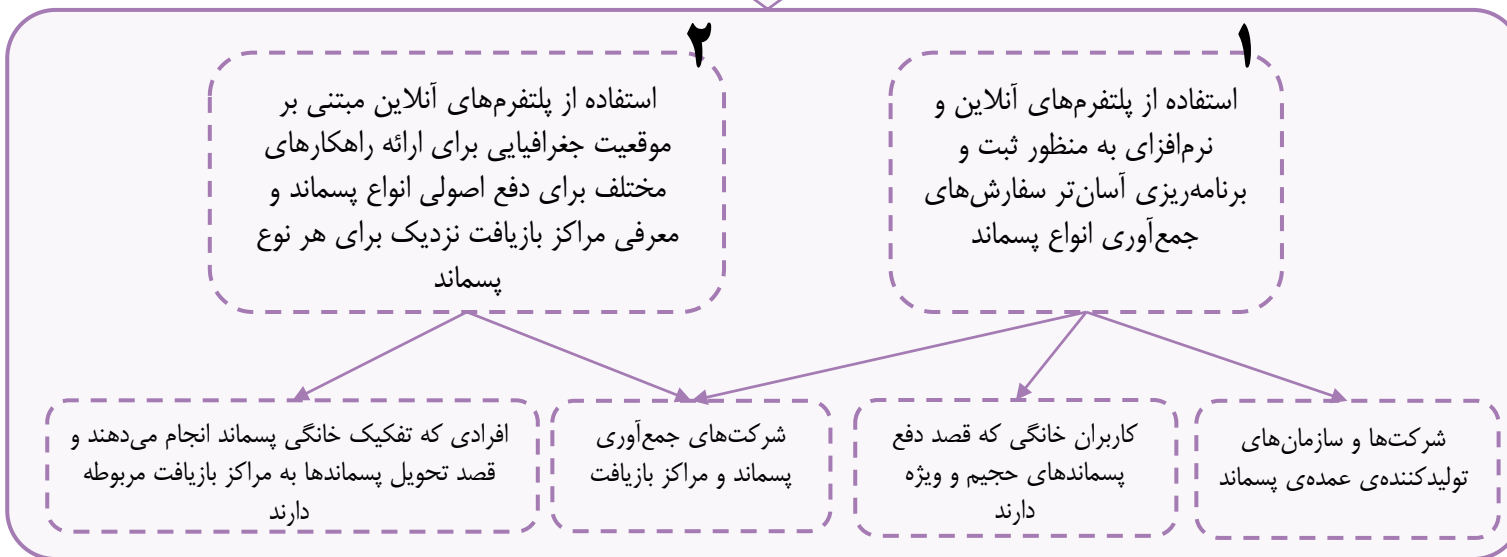 ۱
استفاده از پلتفرم‌های آنلاین و
نرم‌افزای به منظور ثبت و
برنامه‌ریزی آسان‌تر سفارش‌های
جمع‌آوری انواع پسماند
۲
استفاده از پلتفرم‌های آنلاین مبتنی بر
موقعیت جغرافیایی برای ارائه راهکارهای
مختلف برای دفع اصولی انواع پسماند و
معرفی مراکز بازیافت نزدیک برای هر نوع
پسماند
شرکت‌ها و سازمان‌های
تولیدکننده‌ی عمده‌ی پسماند
کاربران خانگی که قصد دفع
پسماندهای حجیم و ویژه
دارند
شرکت‌های جمع‌آوری
پسماند و مراکز بازیافت
افرادی که تفکیک خانگی پسماند انجام می‌دهند و
قصد تحویل پسماندها به مراکز بازیافت مربوطه
دارند